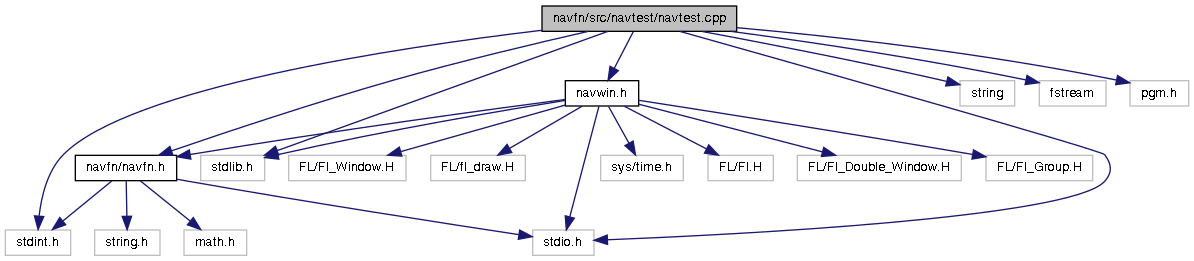 navfn/src/navtest/navtest.cpp
navwin.h
string
fstream
pgm.h
navfn/navfn.h
stdlib.h
FL/Fl_Window.H
FL/fl_draw.H
sys/time.h
FL/Fl.H
FL/Fl_Double_Window.H
FL/Fl_Group.H
stdint.h
string.h
math.h
stdio.h